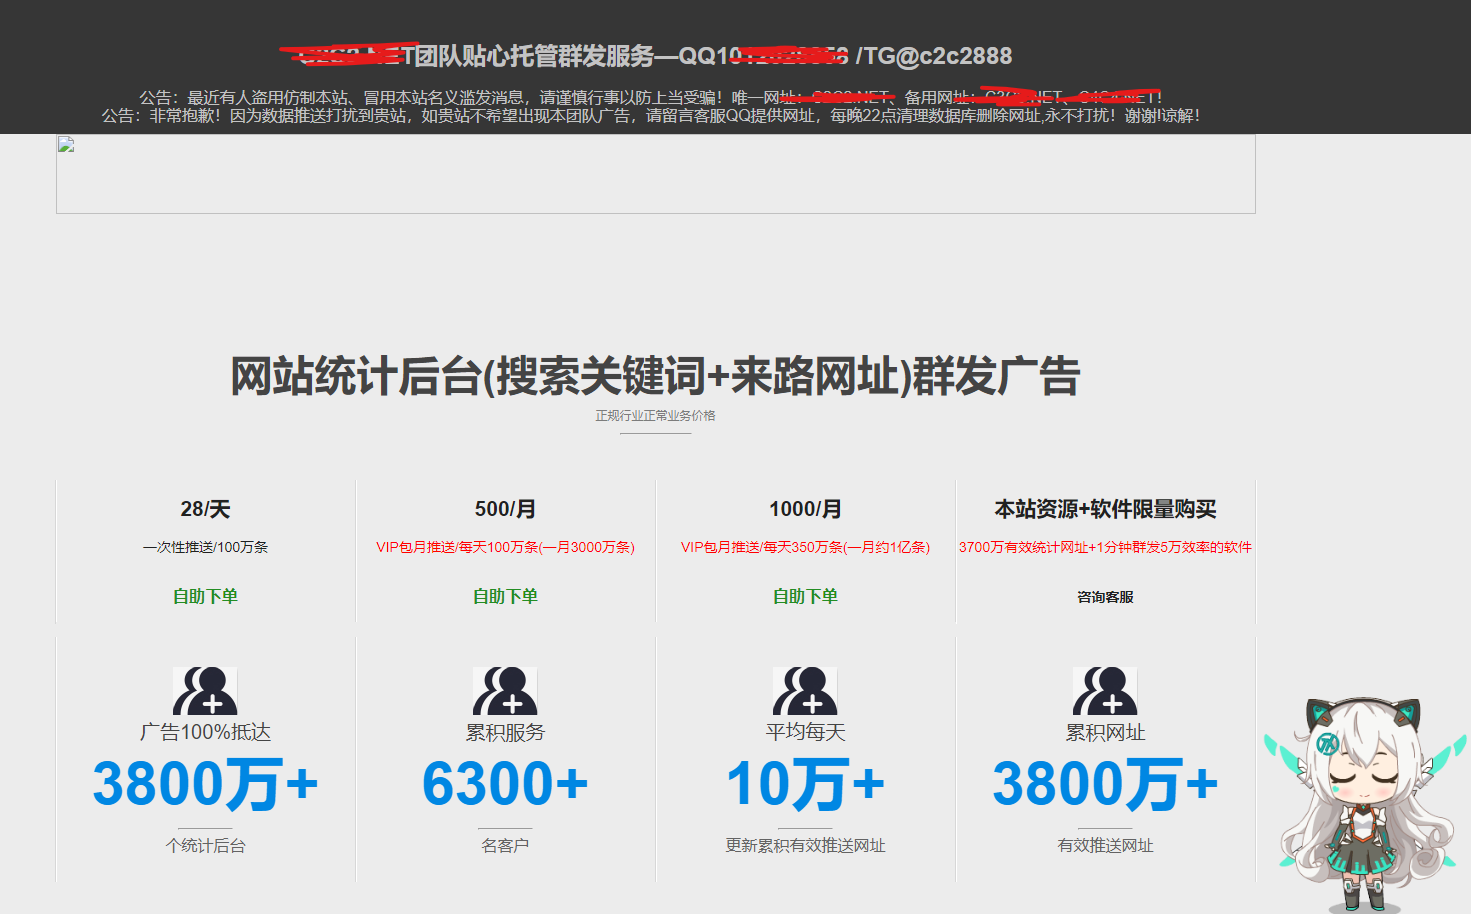 团队贴心托管群发服务—QQ10 /TG@c2c2888
公告：最近有人盗用仿制本站、冒用本站名义滥发消息，请谨慎行事以防上当受骗！唯一网址：C2C2.NET、备用网址：
公告：非常抱歉！因为数据推送打扰到贵站，如贵站不希望出现本团队广告，请留言客服QQ提供网址，每晚22点清理数据库删除网址,永不打扰！谢谢!谅解！
网站统计后台(搜索关键词+来路网址)群发广告
正规行业正常业务价格
28/天
一次性推送/100万条
自助下单
500/月
VIP包月推送/每天100万条(一月3000万条)
自助下单
1000/月
VIP包月推送/每天350万条(一月约1亿条)
自助下单
本站资源+软件限量购买
3700万有效统计网址+1分钟群发5万效率的软件
咨询客服
广告100%抵达
3800万+
个统计后台
累积服务
6300+
名客户
平均每天
10万+
更新累积有效推送网址
累积网址
3800万+
有效推送网址